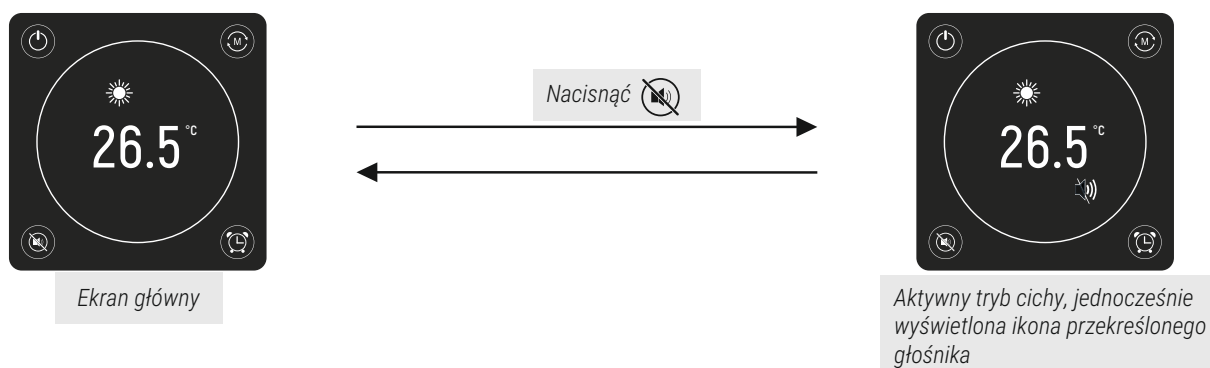 M
26.5 °C
Ekran główny
Nacisnąć
M
26.5 °C
Aktywny tryb cichy, jednocześnie
wyświetlona ikona przekreślonego
głośnika